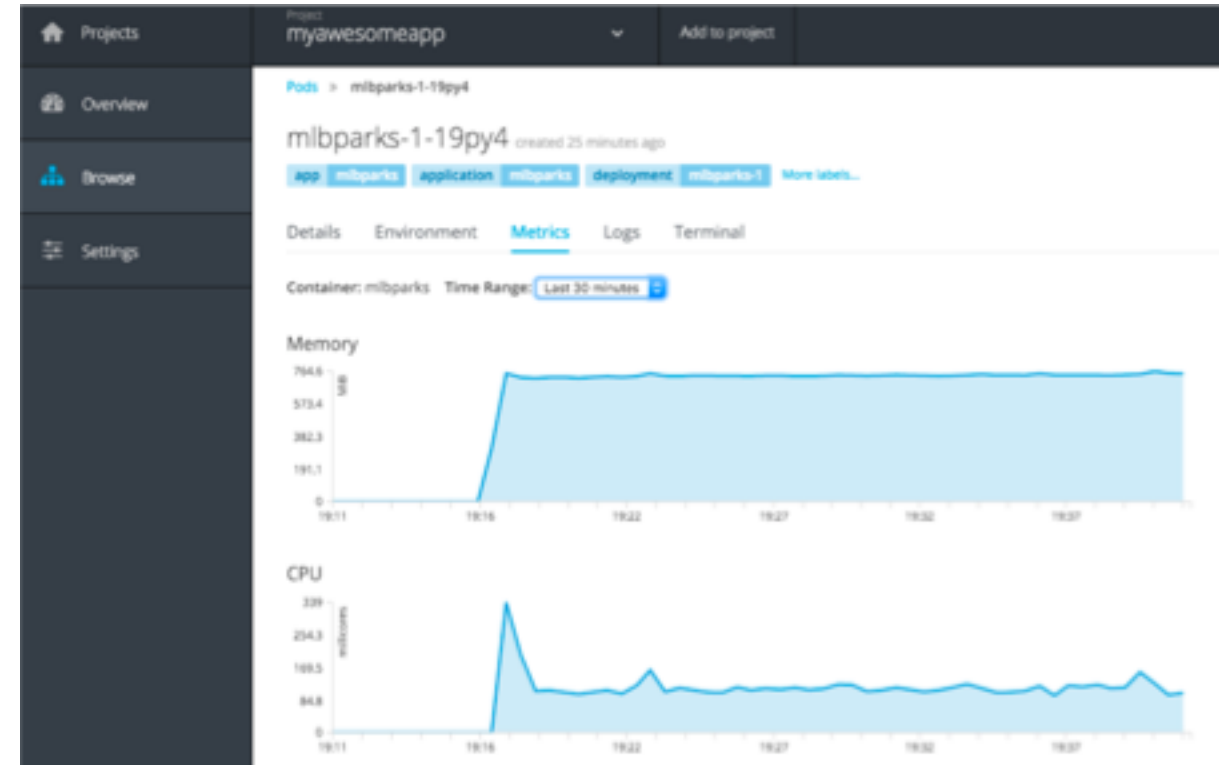 Projects
Project
myawesomeapp
Add to project
Overview
Browse
Settings
Pods » mlbparks-1-19py4
mlbparks-1-19py4 created 25 minutes ago
app mlbparks application mlbparks deployment mlbparks-1 More labels...
Details Environment Metrics Logs Terminal
Container: mlbparks Time Range: Last 30 minutes
Memory
764.6
MiB
573.4
382.3
191.1
0
19:11 19:16 19:22 19:27 19:32 19:37
CPU
339
millicores
254.3
169.5
84.8
0
19:11 19:16 19:22 19:27 19:32 19:37